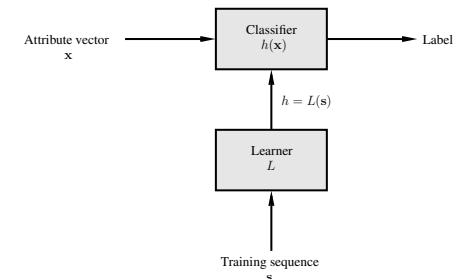 Classifier
Attribute vector
h(x)
Label
x
h = L(s)
Learner
L
Training sequence
s